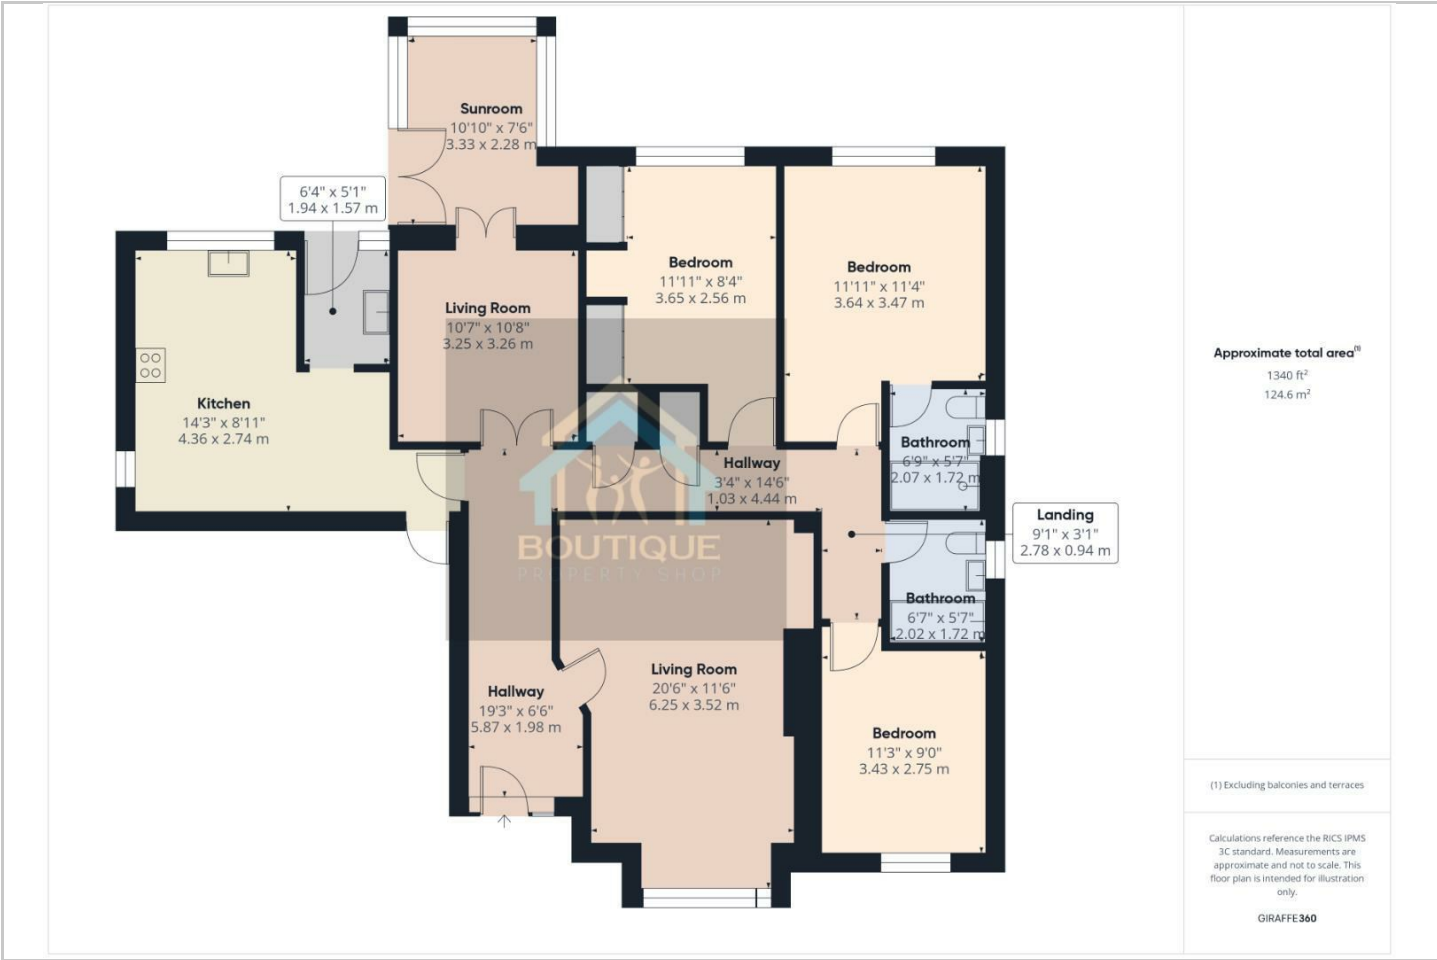 Sunroom
10'10" x 7'6"
3.33 x 2.28 m
6'4" x 5'1"
1.94 x 1.57 m
Bedroom
11'11" x 8'4"
3.65 x 2.56 m
Bedroom
11'11" x 11'4"
3.64 x 3.47 m
Living Room
10'7" x 10'8"
3.25 x 3.26 m
Kitchen
14'3" x 8'11"
4.36 x 2.74 m
Bathroom
6'9" x 5'7"
2.07 x 1.72 m
Hallway
3'4" x 14'6"
1.03 x 4.44 m
Landing
9'1" x 3'1"
2.78 x 0.94 m
BOUTIQUE
PROPERTY SHOP
Bathroom
6'7" x 5'7"
2.02 x 1.72 m
Living Room
20'6" x 11'6"
6.25 x 3.52 m
Hallway
19'3" x 6'6"
5.87 x 1.98 m
Bedroom
11'3" x 9'0"
3.43 x 2.75 m
Approximate total area(1)
1340 ft²
124.6 m²
(1) Excluding balconies and terraces
Calculations reference the RICS IPMS
3C standard. Measurements are
approximate and not to scale. This
floor plan is intended for illustration
only.
GIRAFFE360